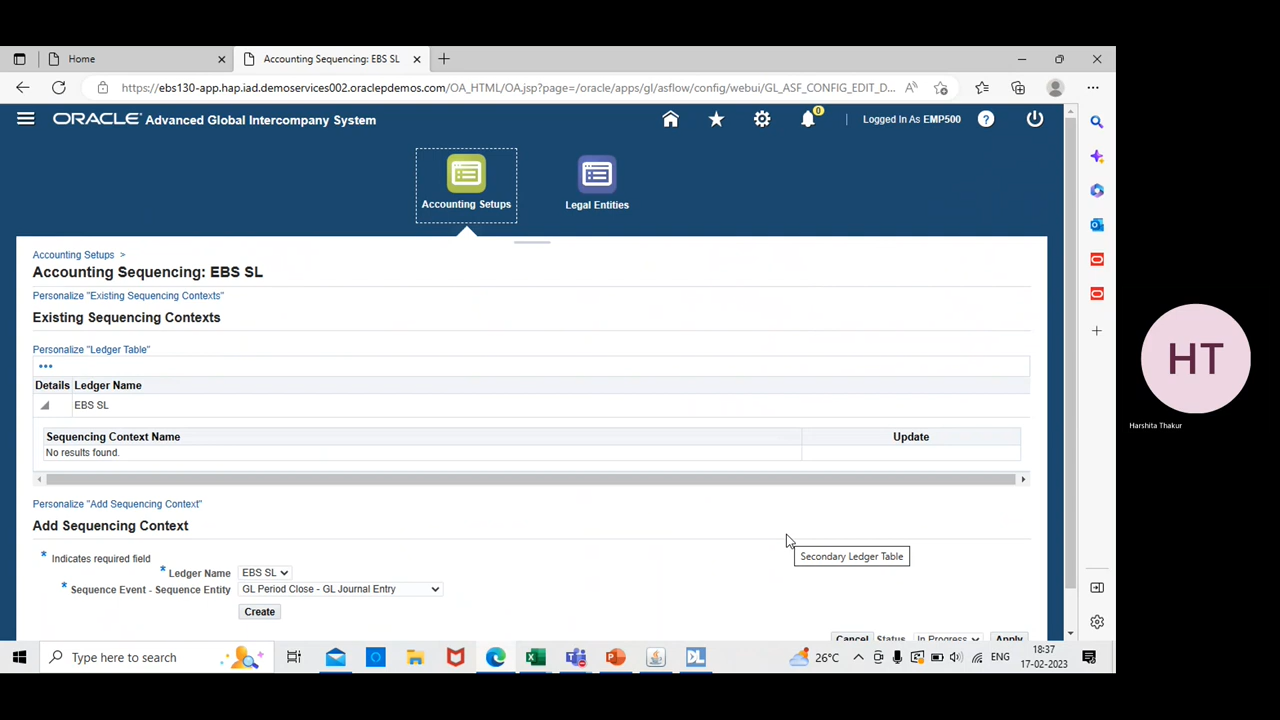 Home
Accounting Sequencing: EBS SL
https://ebs130-app.hap.iad.demoservices002.oraclepdemos.com/OA_HTML/OA.jsp?page=/oracle/apps/gl/asflow/config/webui/GL_ASF_CONFIG_EDIT_D...
ORACLE Advanced Global Intercompany System
0
Logged In As EMP500
Accounting Setups
Legal Entities
Accounting Setups >
Accounting Sequencing: EBS SL
Personalize "Existing Sequencing Contexts"
Existing Sequencing Contexts
Personalize "Ledger Table"
Details Ledger Name
EBS SL
Sequencing Context Name Update
No results found.
Personalize "Add Sequencing Context"
Add Sequencing Context
Secondary Ledger Table
* Indicates required field
* Ledger Name EBS SL
* Sequence Event - Sequence Entity GL Period Close - GL Journal Entry
Create
Cancel Status In Progress Apply
HT
Harshita Thakur
Type here to search
26°C
ENG
18:37
17-02-2023